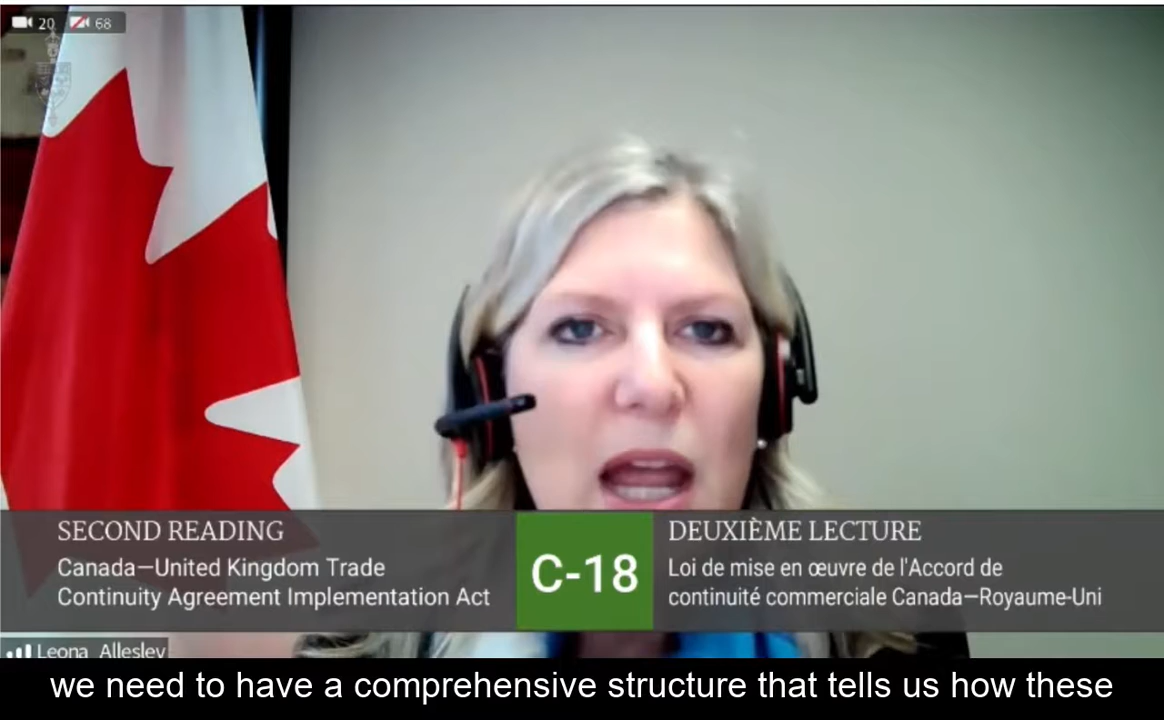 20 68
SECOND READING
Canada—United Kingdom Trade
Continuity Agreement Implementation Act
C-18
DEUXIÈME LECTURE
Loi de mise en œuvre de l'Accord de
continuité commerciale Canada—Royaume-Uni
Leona Alleslev
we need to have a comprehensive structure that tells us how these